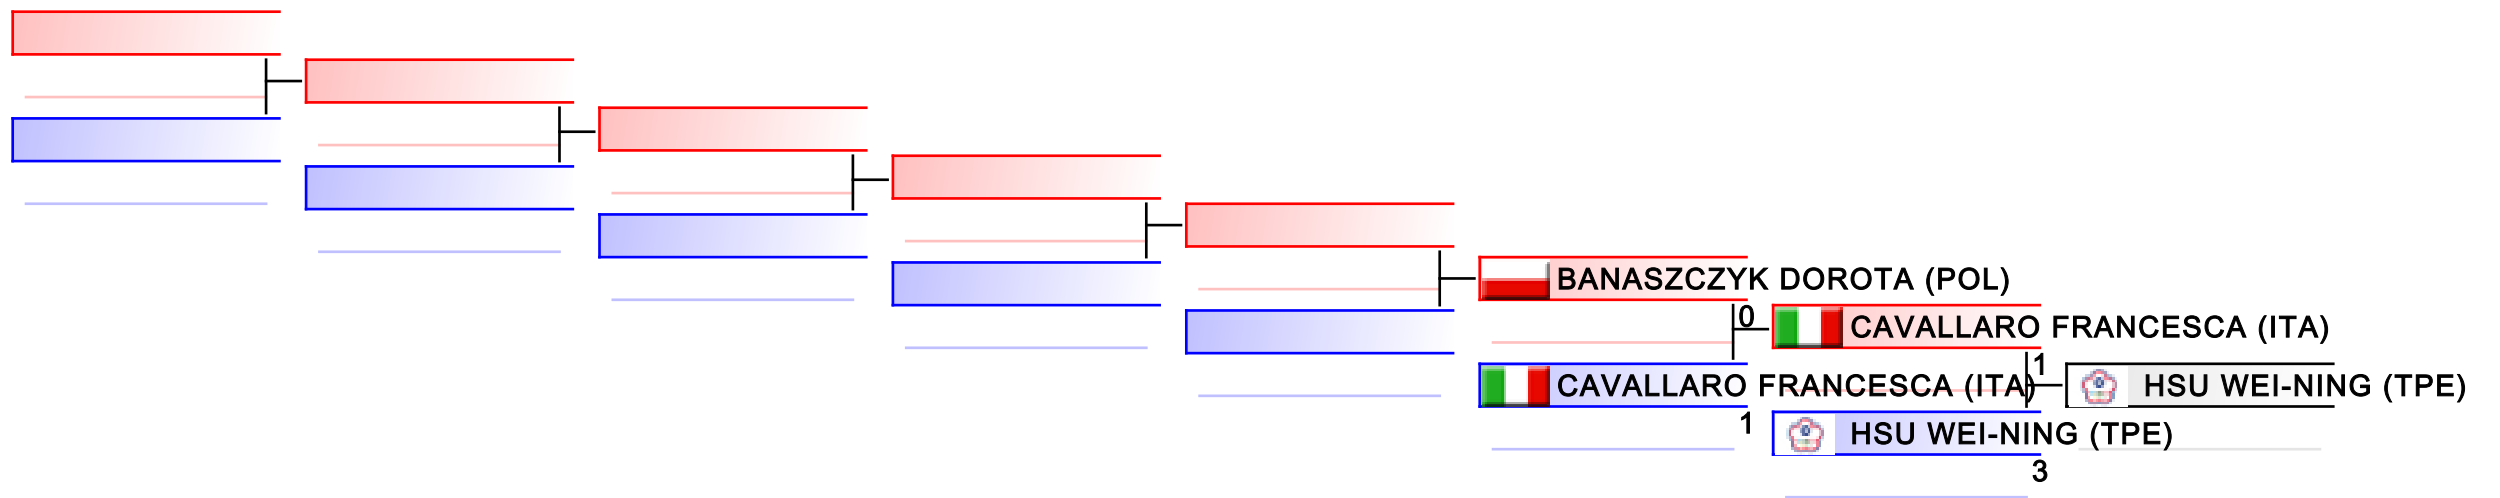 BANASZCZYK DOROTA (POL)
0
CAVALLARO FRANCESCA (ITA)
1
CAVALLARO FRANCESCA (ITA)
1
HSU WEI-NING (TPE)
HSU WEI-NING (TPE)
3